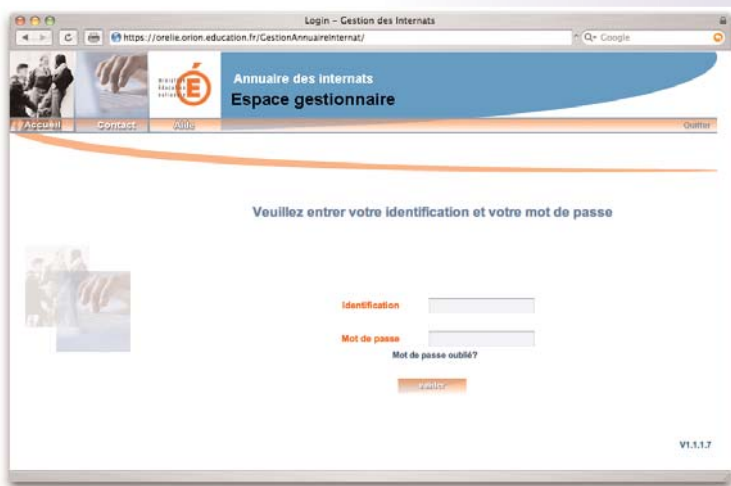 Login – Gestion des Internats
https://orelie.orion.education.fr/GestionAnnuaireInternat/
Google
Annuaire des internats
Espace gestionnaire
Accueil
Contact
Aide
Quitter
Veuillez entrer votre identification et votre mot de passe
Identification
Mot de passe
Mot de passe oublié?
valider
V1.1.1.7